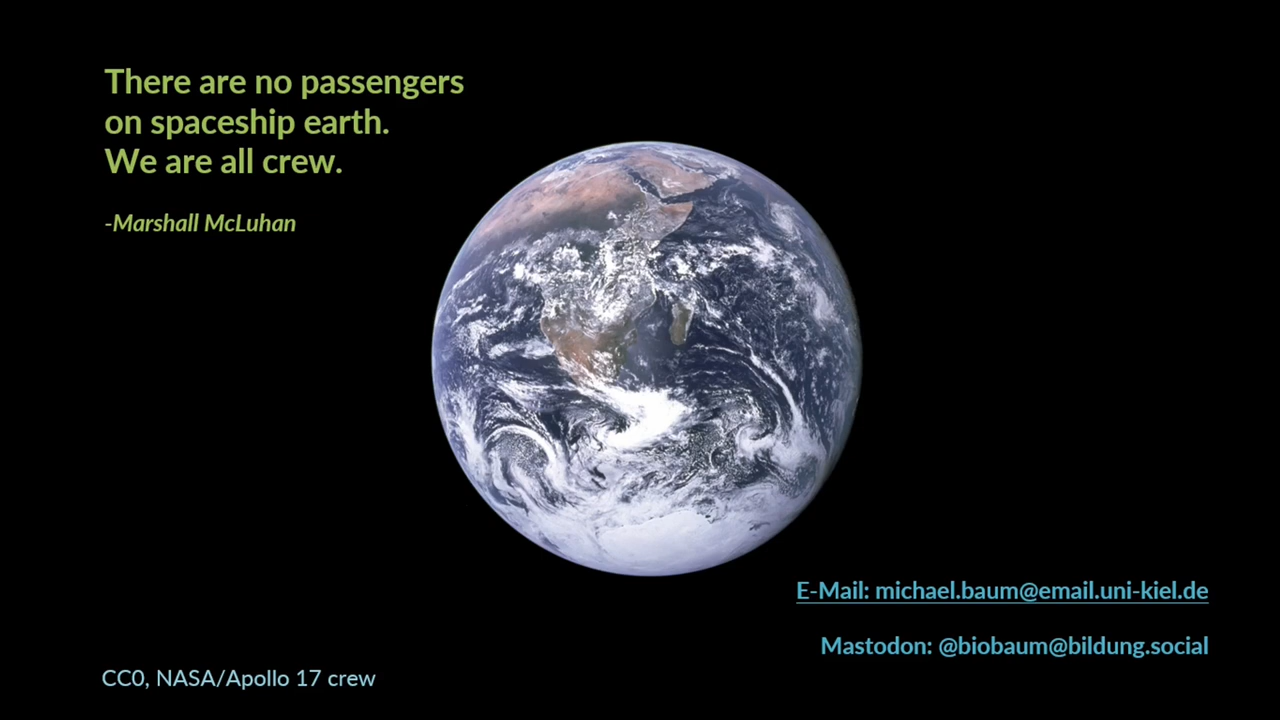 There are no passengers
on spaceship earth.
We are all crew.
-Marshall McLuhan
E-Mail: michael.baum@email.uni-kiel.de
Mastodon: @biobaum@bildung.social
CC0, NASA/Apollo 17 crew